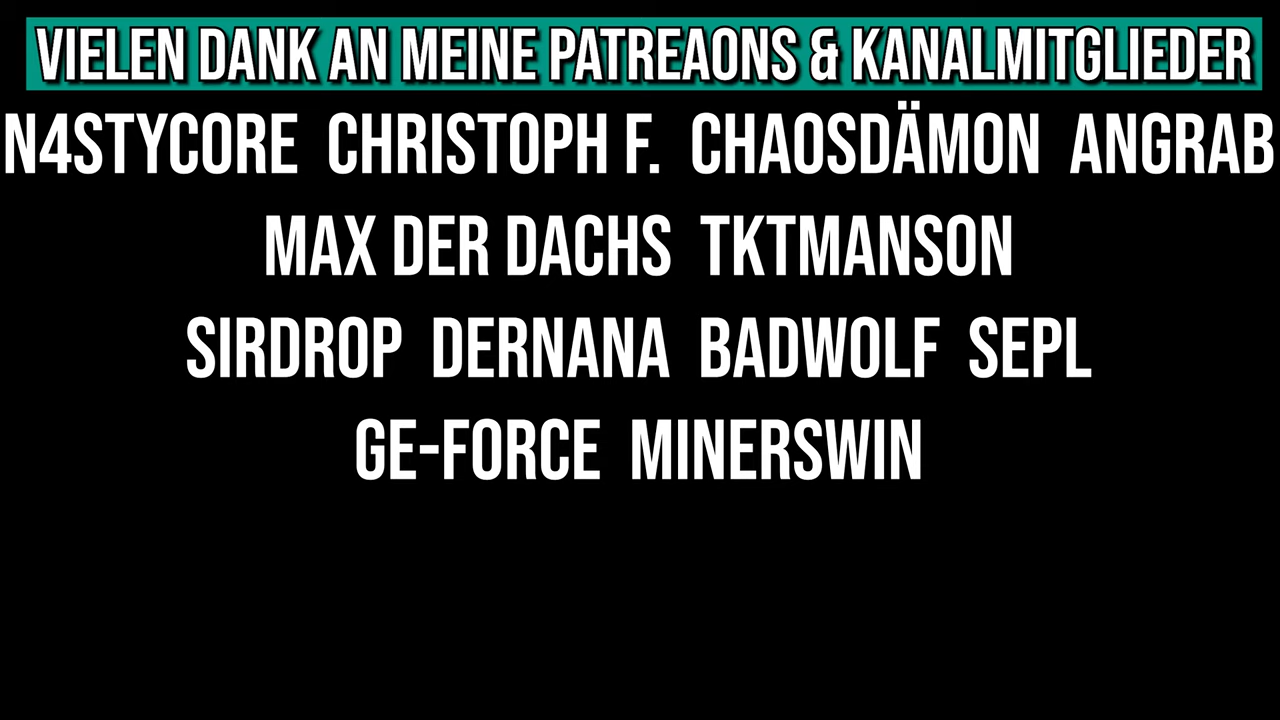 VIELEN DANK AN MEINE PATREAONS & KANALMITGLIEDER
N4STYCORE CHRISTOPH F. CHAOSDÄMON ANGRAB
MAX DER DACHS TKTMANSON
SIRDROP DERNANA BADWOLF SEPL
GE-FORCE MINERSWIN